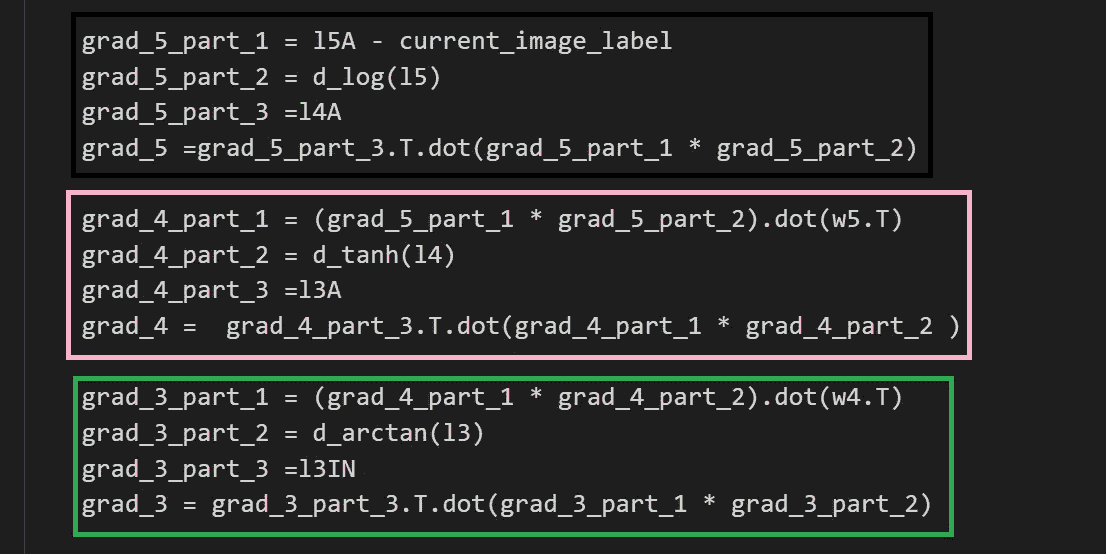 grad_5_part_1 = l5A - current_image_label
grad_5_part_2 = d_log(l5)
grad_5_part_3 =l4A
grad_5 =grad_5_part_3.T.dot(grad_5_part_1 * grad_5_part_2)
grad_4_part_1 = (grad_5_part_1 * grad_5_part_2).dot(w5.T)
grad_4_part_2 = d_tanh(l4)
grad_4_part_3 =l3A
grad_4 =  grad_4_part_3.T.dot(grad_4_part_1 * grad_4_part_2 )
grad_3_part_1 = (grad_4_part_1 * grad_4_part_2).dot(w4.T)
grad_3_part_2 = d_arctan(l3)
grad_3_part_3 =l3IN
grad_3 = grad_3_part_3.T.dot(grad_3_part_1 * grad_3_part_2)